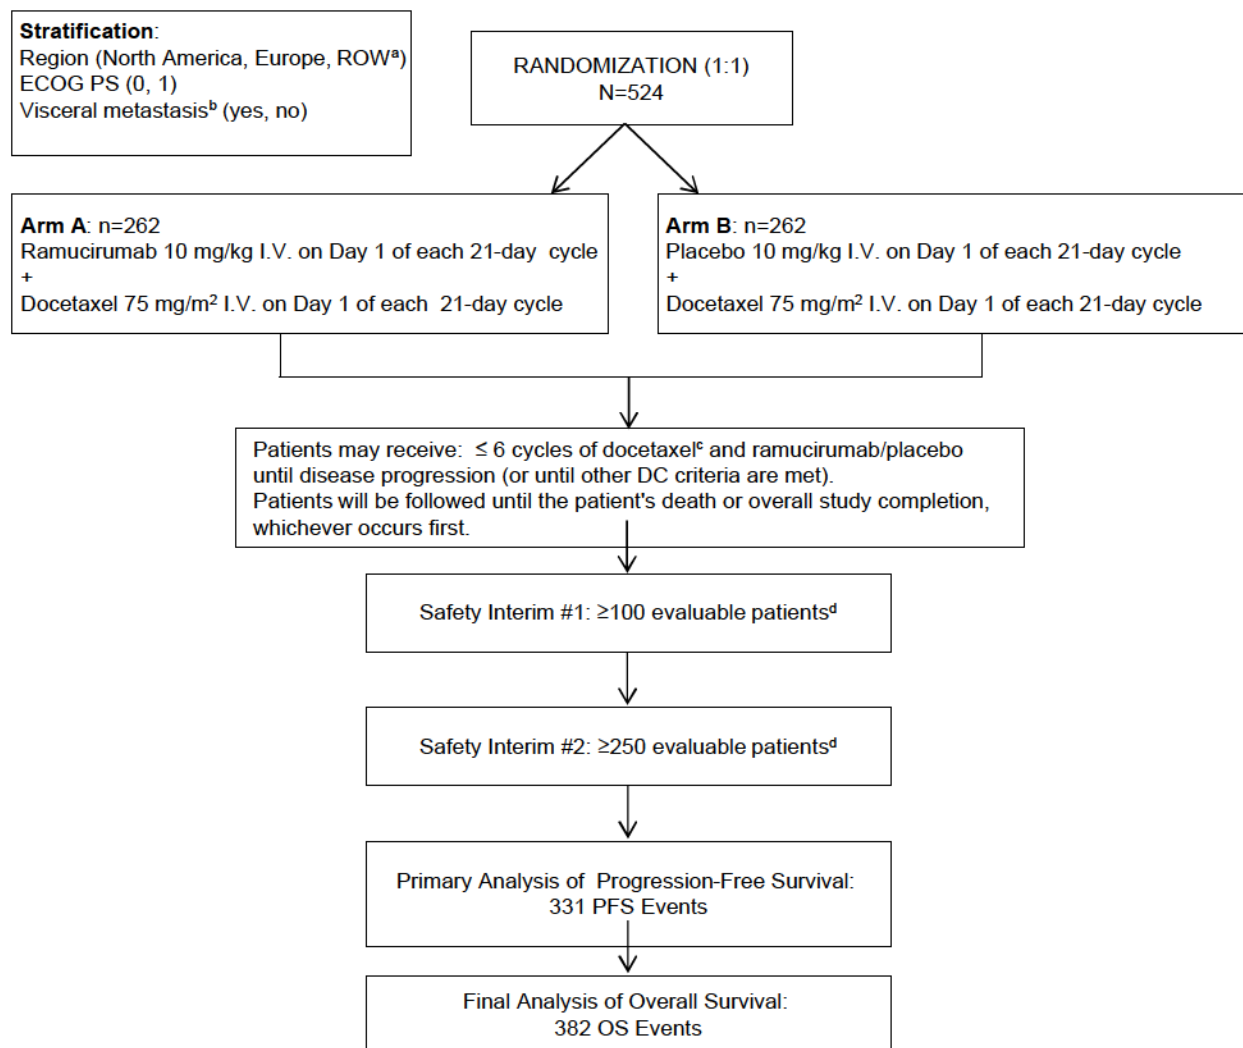 Stratification:
Region (North America, Europe, ROWᵃ)
ECOG PS (0, 1)
Visceral metastasisᵇ (yes, no)
RANDOMIZATION (1:1)
N=524
Arm A: n=262
Ramucirumab 10 mg/kg I.V. on Day 1 of each 21-day cycle
+
Docetaxel 75 mg/m² I.V. on Day 1 of each 21-day cycle
Arm B: n=262
Placebo 10 mg/kg I.V. on Day 1 of each 21-day cycle
+
Docetaxel 75 mg/m² I.V. on Day 1 of each 21-day cycle
Patients may receive: ≤ 6 cycles of docetaxelᶜ and ramucirumab/placebo
until disease progression (or until other DC criteria are met).
Patients will be followed until the patient's death or overall study completion,
whichever occurs first.
Safety Interim #1: ≥100 evaluable patientsᵈ
Safety Interim #2: ≥250 evaluable patientsᵈ
Primary Analysis of Progression-Free Survival:
331 PFS Events
Final Analysis of Overall Survival:
382 OS Events